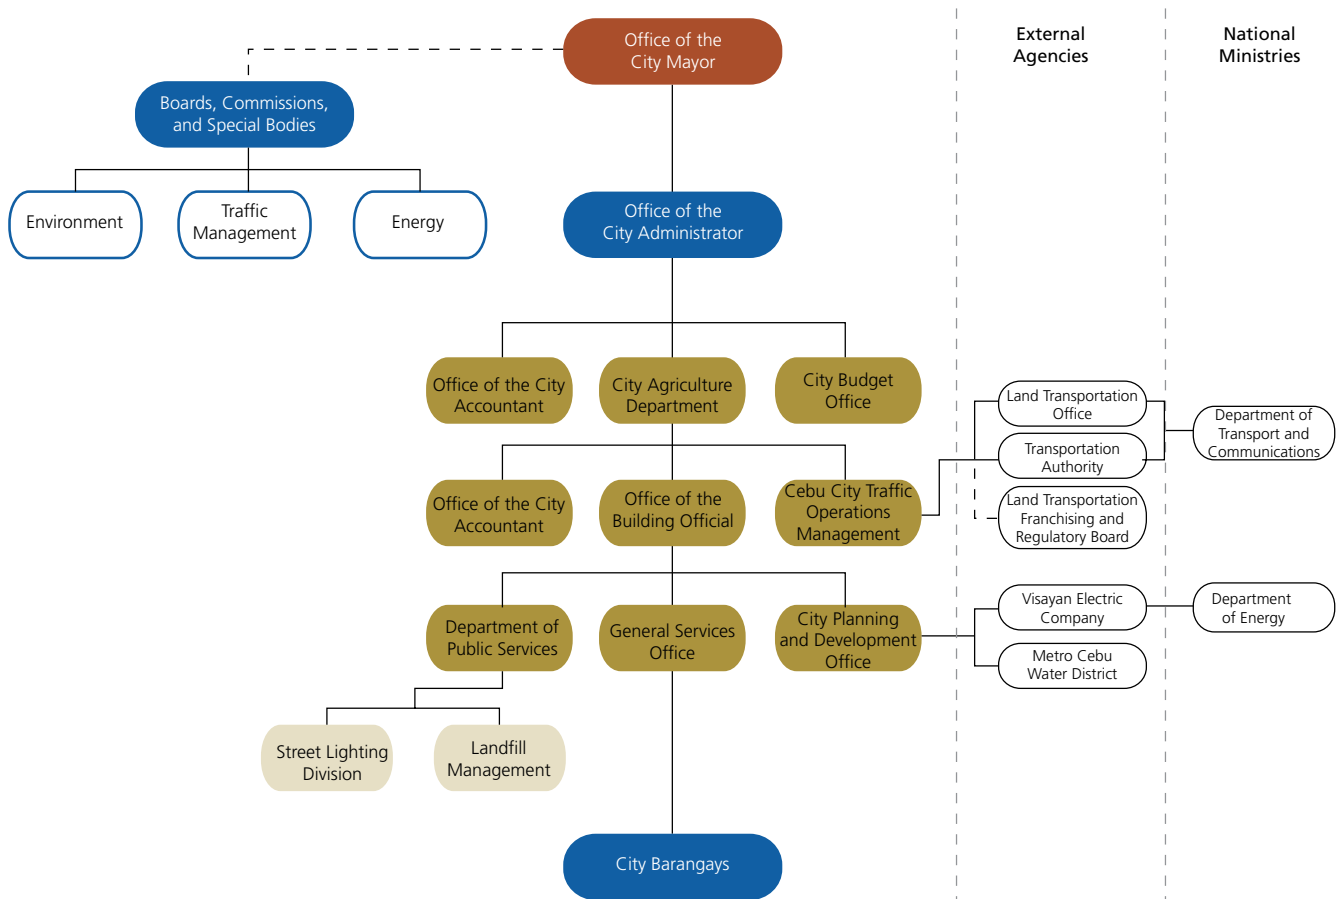 Office of the
City Mayor
External
Agencies
National
Ministries
Boards, Commissions,
and Special Bodies
Environment
Traffic
Management
Energy
Office of the
City Administrator
Office of the City
Accountant
City Agriculture
Department
City Budget
Office
Land Transportation
Office
Transportation
Authority
Department of
Transport and
Communications
Office of the City
Accountant
Office of the
Building Official
Cebu City Traffic
Operations
Management
Land Transportation
Franchising and
Regulatory Board
Department of
Public Services
General Services
Office
City Planning
and Development
Office
Visayan Electric
Company
Department
of Energy
Metro Cebu
Water District
Street Lighting
Division
Landfill
Management
City Barangays